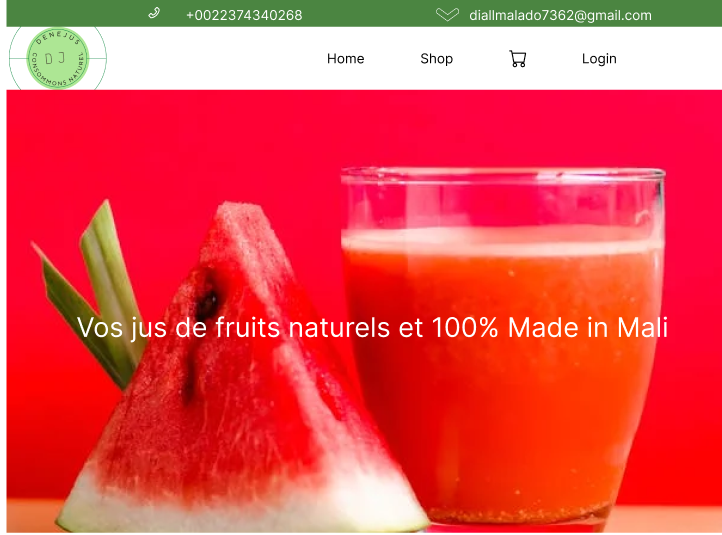 +0022374340268 diallmalado7362@gmail.com
DENEJUS
DJ
CONSOMMONS NATUREL
Home Shop Login
Vos jus de fruits naturels et 100% Made in Mali